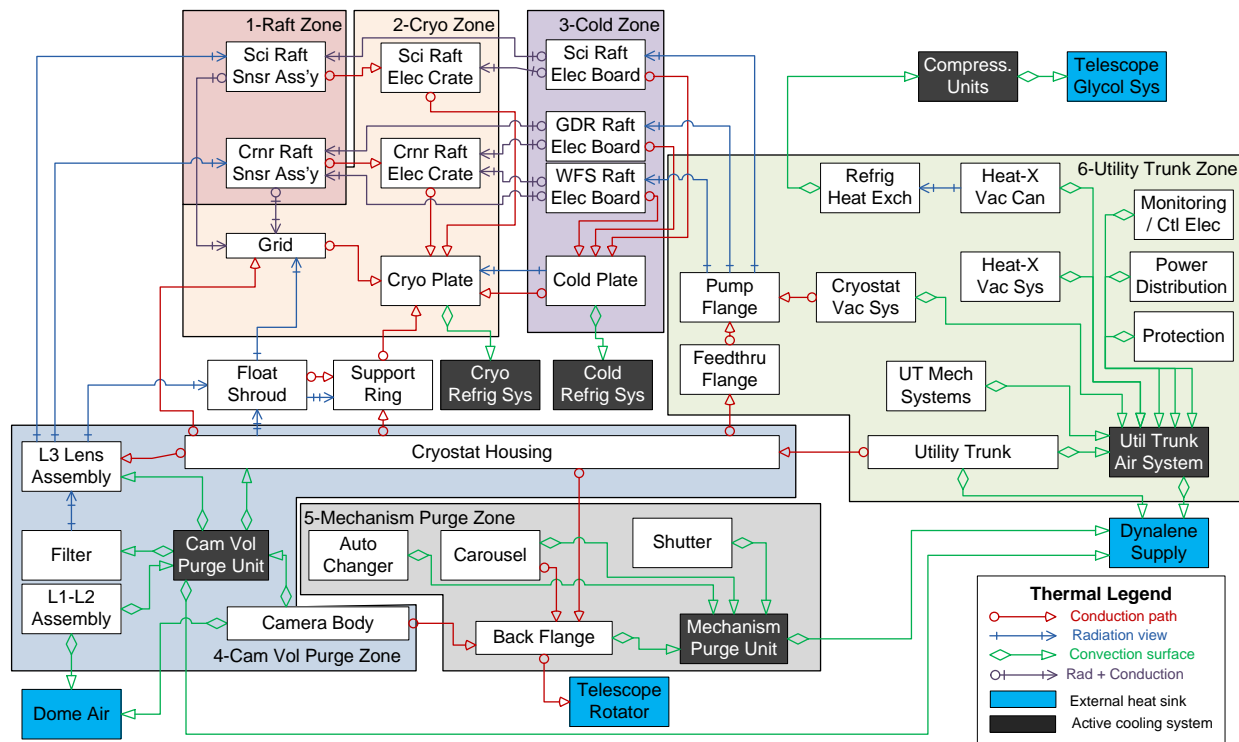 1-Raft Zone
2-Cryo Zone
3-Cold Zone
Sci Raft
Snsr Ass'y
Sci Raft
Elec Crate
Sci Raft
Elec Board
Compress.
Units
Telescope
Glycol Sys
GDR Raft
Elec Board
Crnr Raft
Snsr Ass'y
Crnr Raft
Elec Crate
WFS Raft
Elec Board
6-Utility Trunk Zone
Refrig
Heat Exch
Heat-X
Vac Can
Monitoring
/ Ctl Elec
Grid
Cryo Plate
Cold Plate
Pump
Flange
Cryostat
Vac Sys
Heat-X
Vac Sys
Power
Distribution
Protection
Float
Shroud
Support
Ring
Cryo
Refrig Sys
Cold
Refrig Sys
Feedthru
Flange
UT Mech
Systems
L3 Lens
Assembly
Cryostat Housing
Utility Trunk
Util Trunk
Air System
5-Mechanism Purge Zone
Filter
Cam Vol
Purge Unit
Auto
Changer
Carousel
Shutter
Dynalene
Supply
L1-L2
Assembly
Camera Body
Back Flange
Mechanism
Purge Unit
4-Cam Vol Purge Zone
Dome Air
Telescope
Rotator
Thermal Legend
Conduction path
Radiation view
Convection surface
Rad + Conduction
External heat sink
Active cooling system